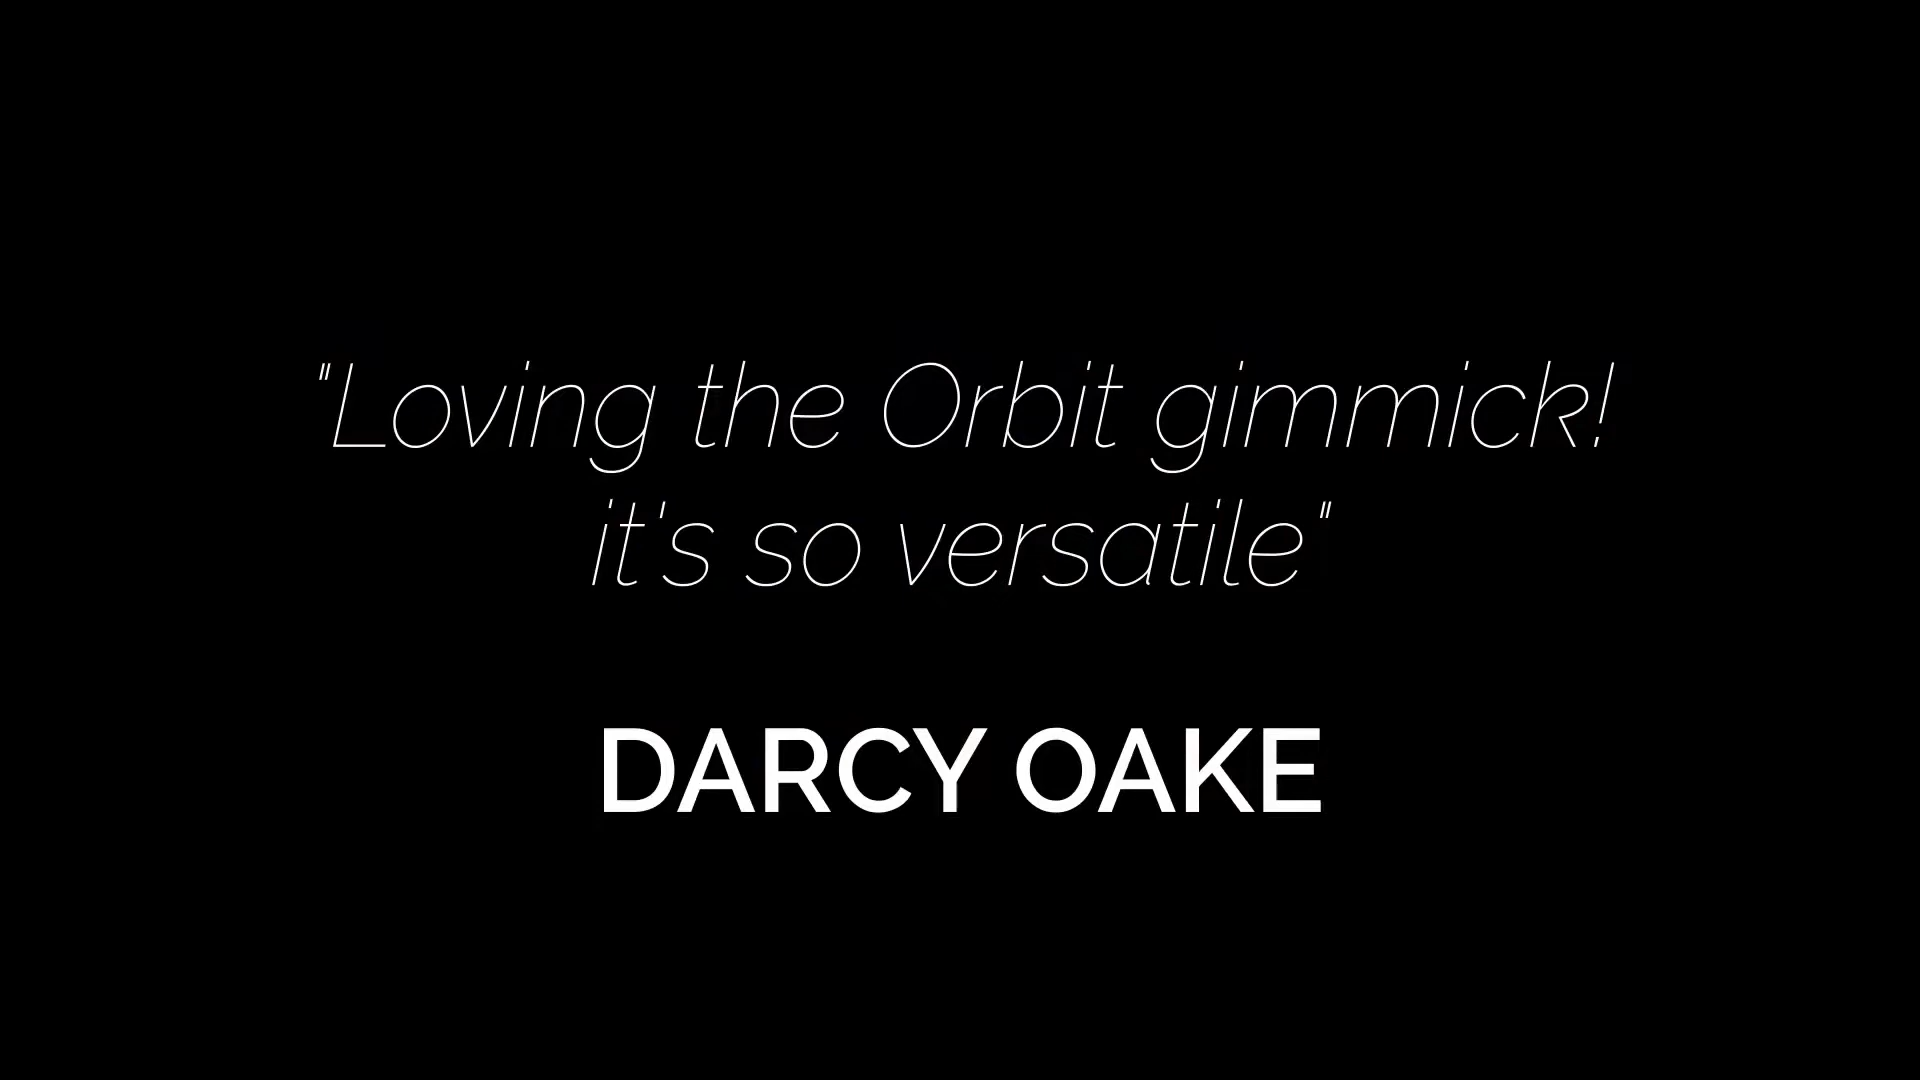 "Loving the Orbit gimmick!
it's so versatile"
DARCY OAKE